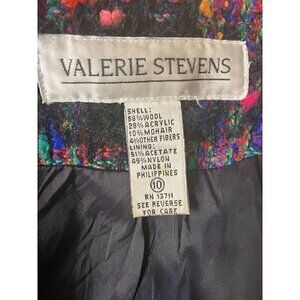 VALERIE STEVENS
SHELL:
58% WOOL
28% ACRYLIC
10% MOHAIR
4% OTHER FIBERS
LINING:
51% ACETATE
49% NYLON
MADE IN
PHILIPPINES
10
RN 13711
SEE REVERSE
FOR CARE